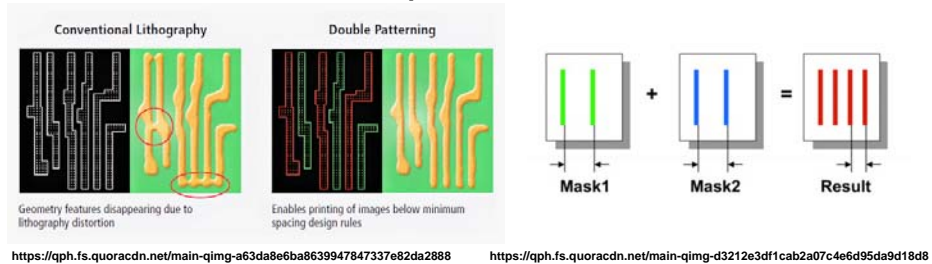 Conventional Lithography
Double Patterning
Geometry features disappearing due to
lithography distortion
Enables printing of images below minimum
spacing design rules
+
=
Mask1
Mask2
Result
https://qph.fs.quoracdn.net/main-qimg-a63da8e6ba8639947847337e82da2888
https://qph.fs.quoracdn.net/main-qimg-d3212e3df1cab2a07c4e6d95da9d18d8